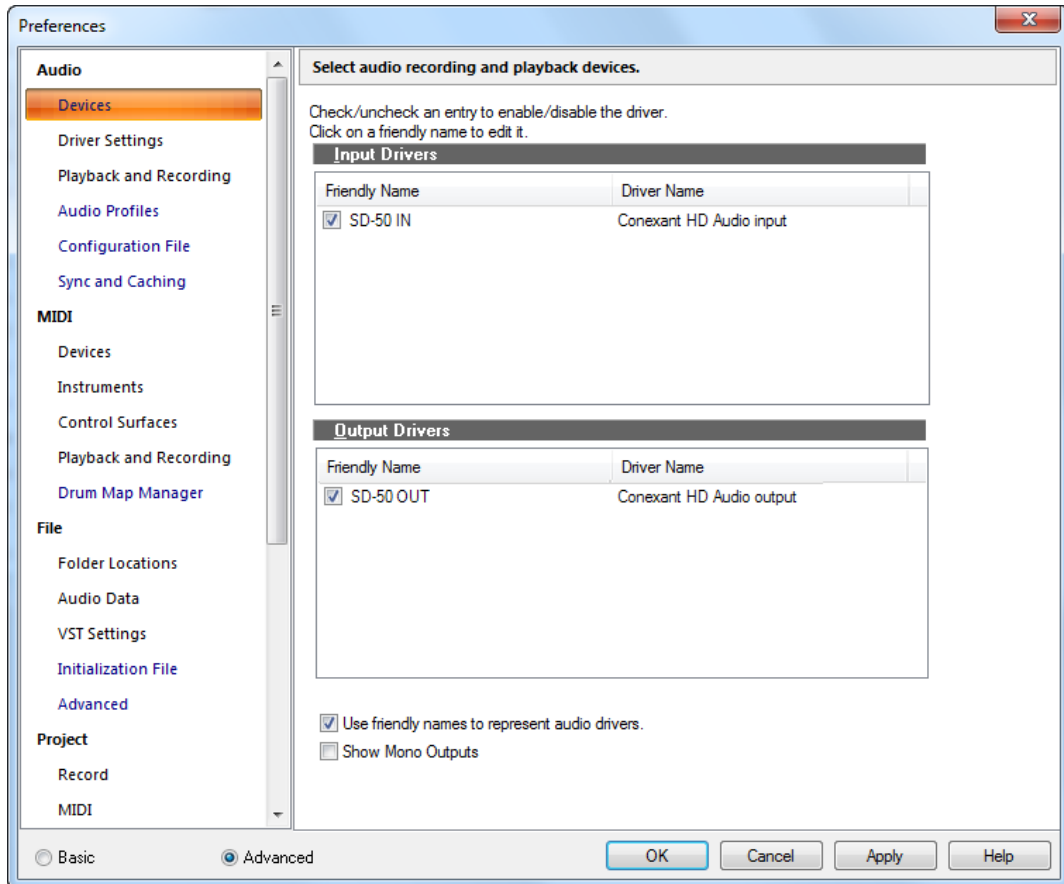 Preferences
Audio
Devices
Driver Settings
Playback and Recording
Audio Profiles
Configuration File
Sync and Caching
MIDI
Devices
Instruments
Control Surfaces
Playback and Recording
Drum Map Manager
File
Folder Locations
Audio Data
VST Settings
Initialization File
Advanced
Project
Record
MIDI
Select audio recording and playback devices.
Check/uncheck an entry to enable/disable the driver.
Click on a friendly name to edit it.
Input Drivers
Friendly Name Driver Name
SD-50 IN Conexant HD Audio input
Output Drivers
Friendly Name Driver Name
SD-50 OUT Conexant HD Audio output
Use friendly names to represent audio drivers.
Show Mono Outputs
Basic Advanced OK Cancel Apply Help